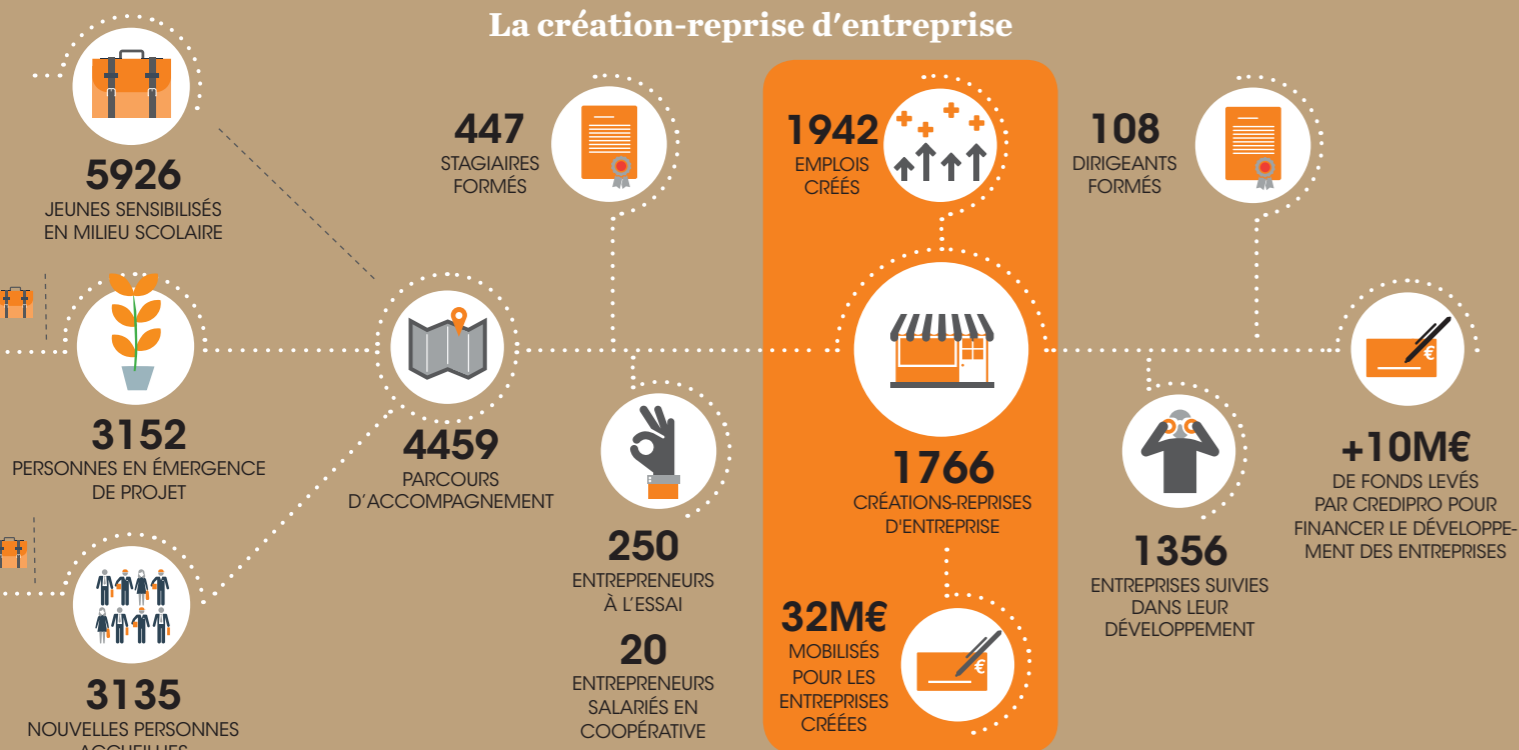 La création-reprise d'entreprise
5926
JEUNES SENSIBILISÉS
EN MILIEU SCOLAIRE
3152
PERSONNES EN ÉMERGENCE
DE PROJET
3135
NOUVELLES PERSONNES
ACCUEILLIES
4459
PARCOURS
D'ACCOMPAGNEMENT
447
STAGIAIRES
FORMÉS
250
ENTREPRENEURS
À L'ESSAI
20
ENTREPRENEURS
SALARIÉS EN
COOPÉRATIVE
1942
EMPLOIS
CRÉÉS
1766
CRÉATIONS-REPRISES
D'ENTREPRISE
32M€
MOBILISÉS
POUR LES
ENTREPRISES
CRÉÉES
€
108
DIRIGEANTS
FORMÉS
1356
ENTREPRISES SUIVIES
DANS LEUR
DÉVELOPPEMENT
€
+10M€
DE FONDS LEVÉS
PAR CREDIPRO POUR
FINANCER LE DÉVELOPPE-
MENT DES ENTREPRISES